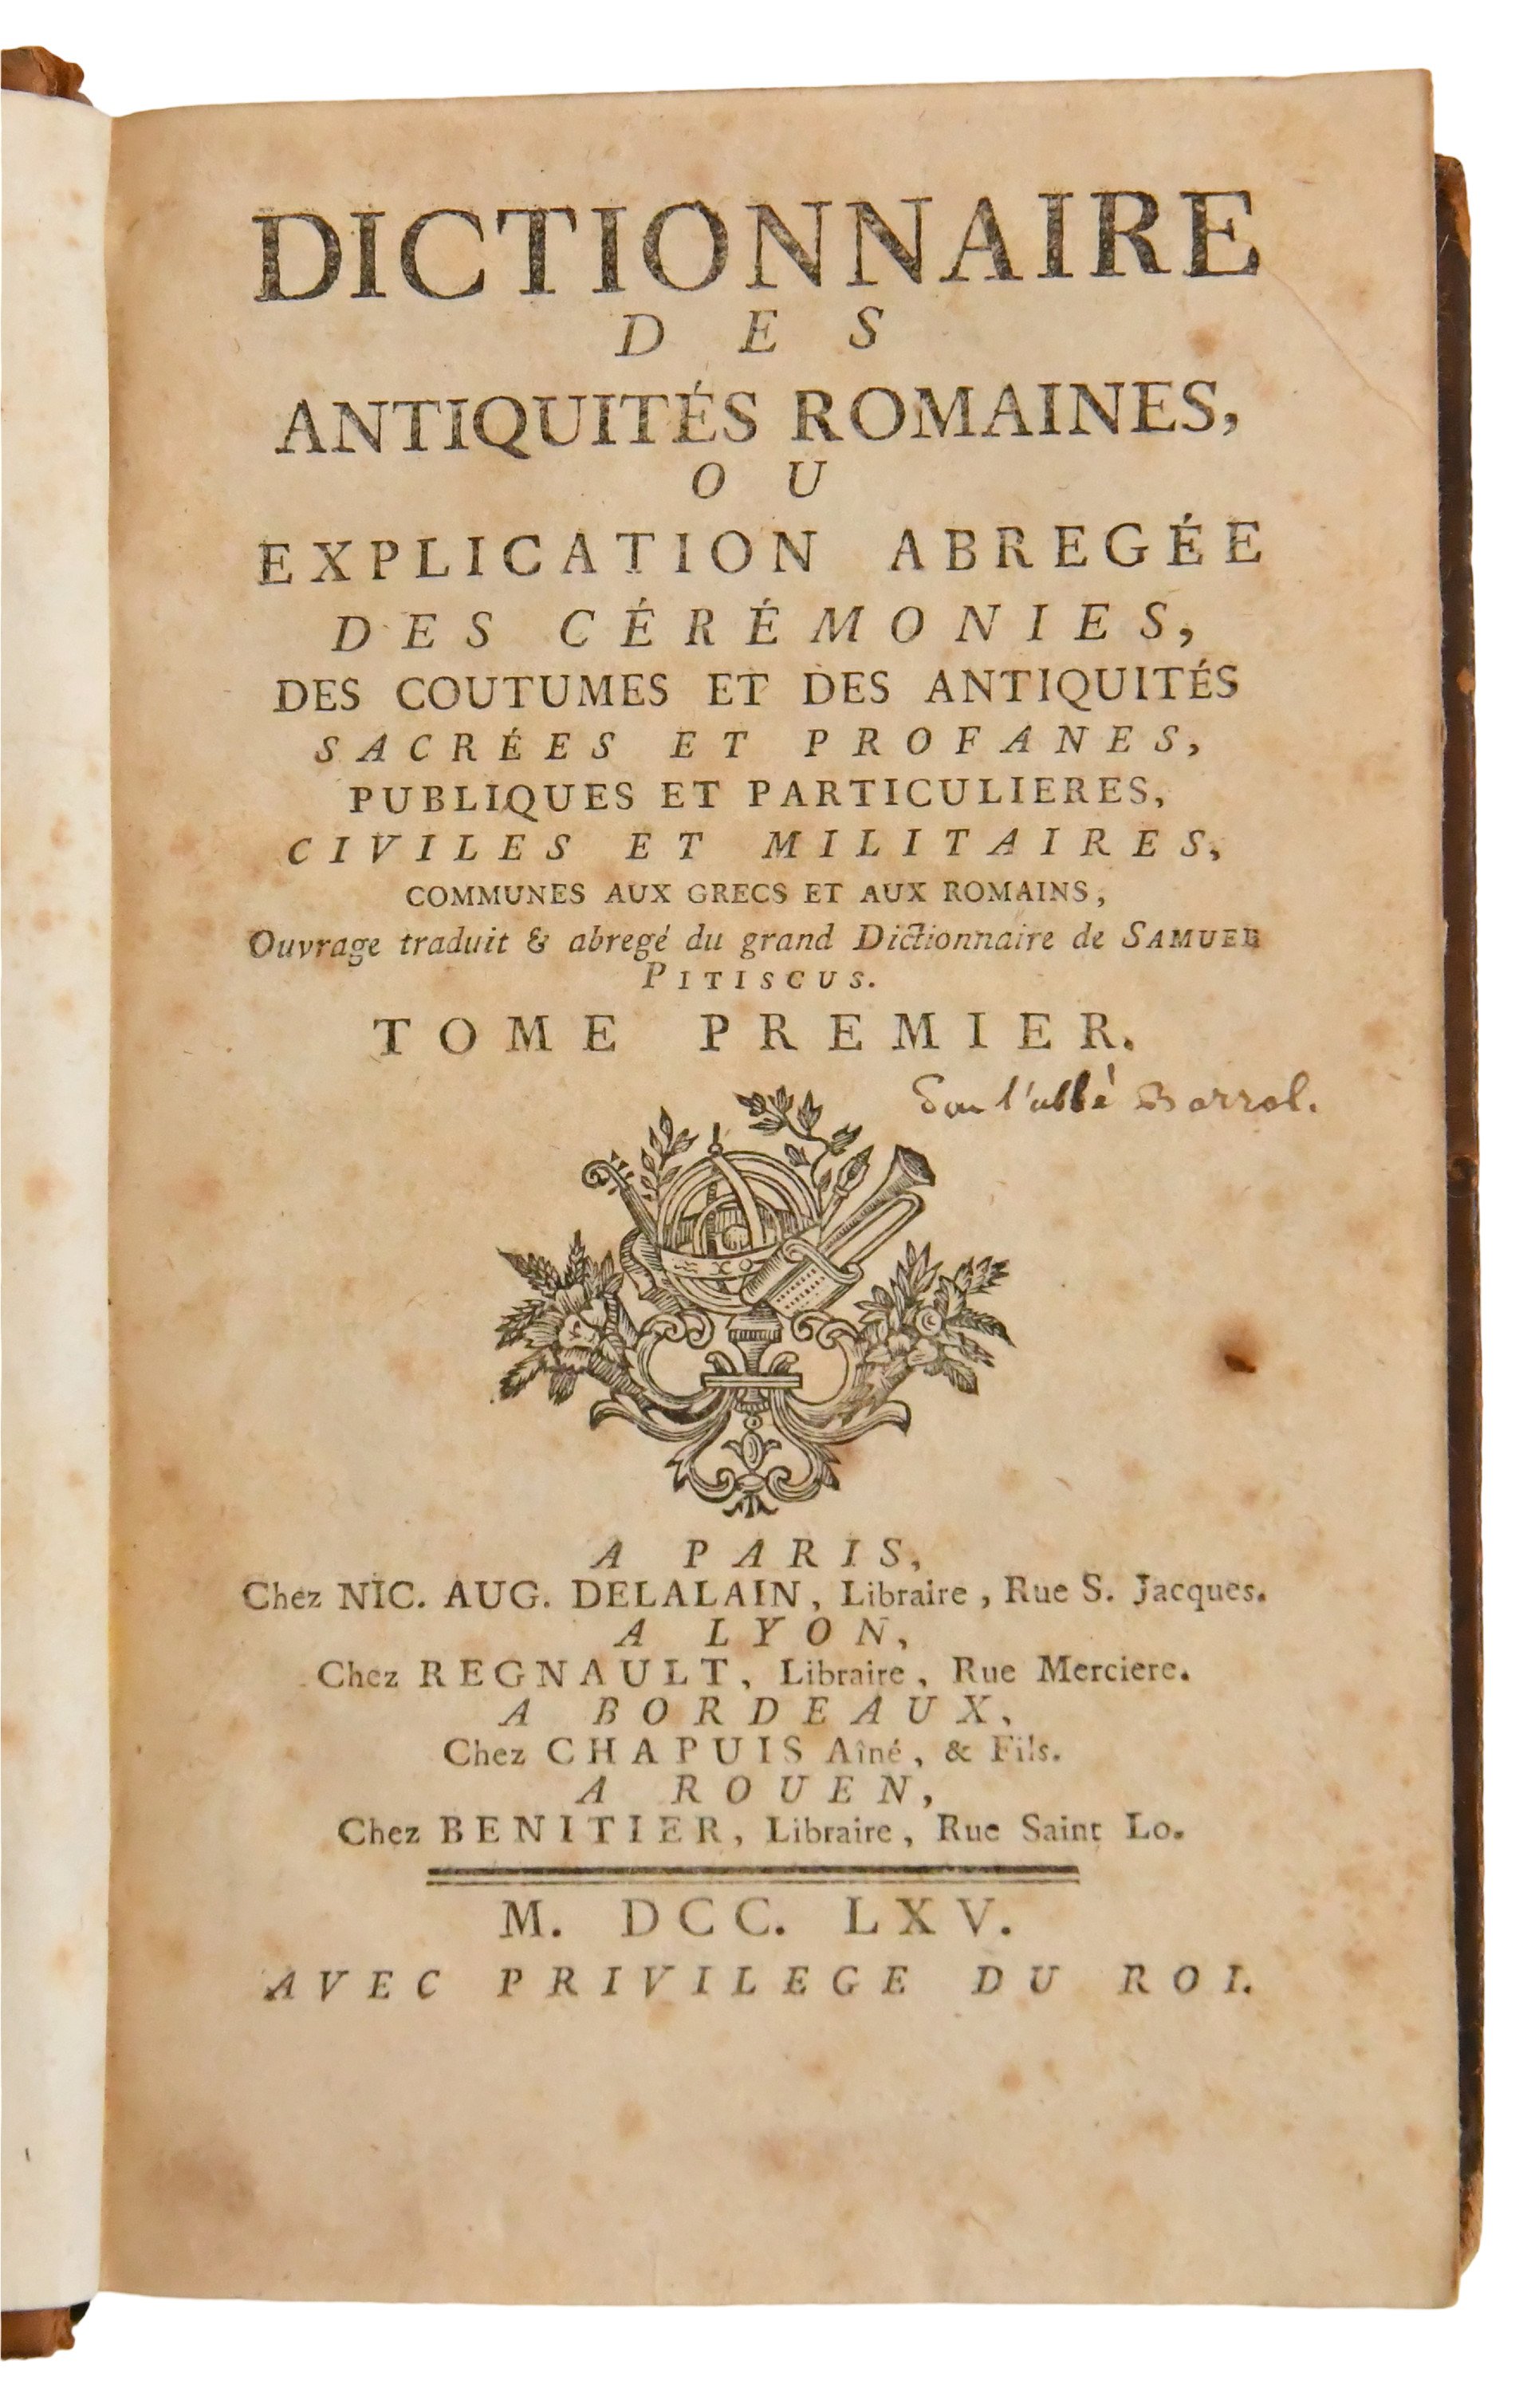 DICTIONNAIRE
DES
ANTIQUITÉS ROMAINES,
OU
EXPLICATION ABREGÉE
DES CÉRÉMONIES,
DES COUTUMES ET DES ANTIQUITÉS
SACRÉES ET PROFANES,
PUBLIQUES ET PARTICULIERES,
CIVILES ET MILITAIRES,
COMMUNES AUX GRECS ET AUX ROMAINS,
Ouvrage traduit & abregé du grand Dictionnaire de SAMUEL
PITISCUS.
TOME PREMIER.
l'abbé Barral.
A PARIS,
Chez NIC. AUG. DELALAIN, Libraire, Rue S. Jacques.
A LYON,
Chez REGNAULT, Libraire, Rue Merciere.
A BORDEAUX,
Chez CHAPUIS Aîné, & Fils.
A ROUEN,
Chez BENITIER, Libraire, Rue Saint Lo.
M. DCC. LXV.
AVEC PRIVILEGE DU ROI.